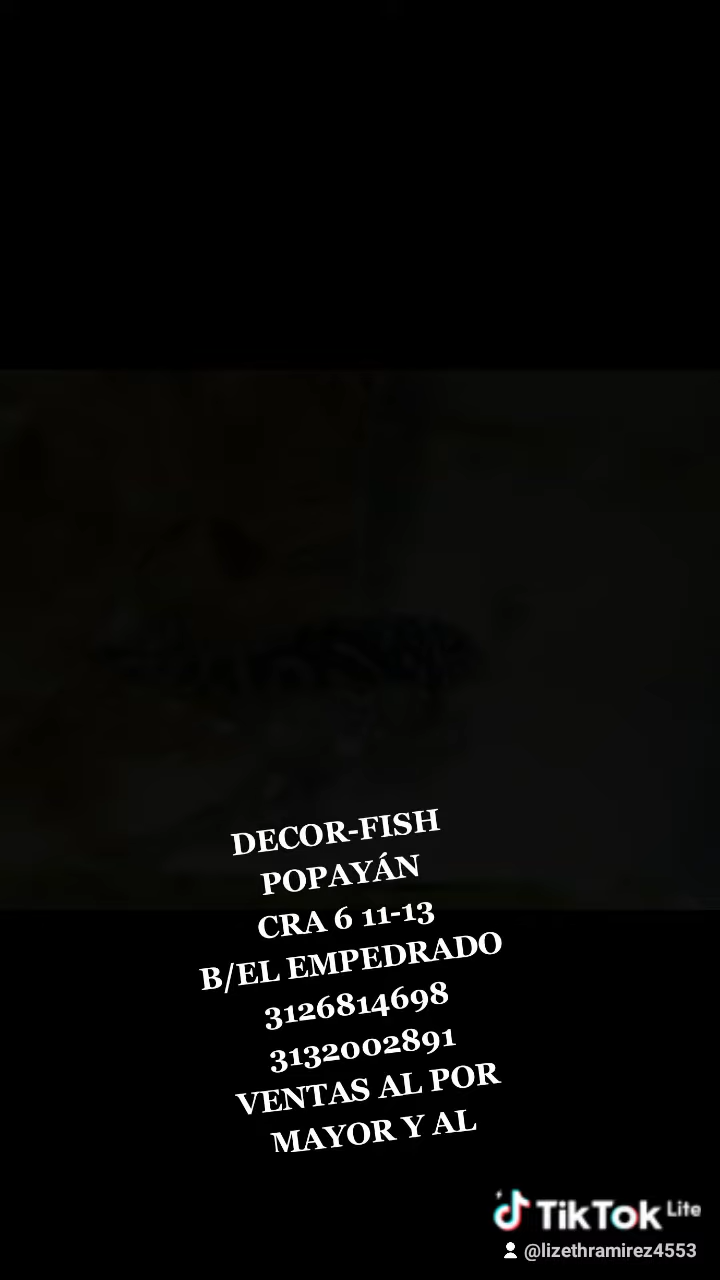 DECOR-FISH
POPAYÁN
CRA 6 11-13
B/EL EMPEDRADO
3126814698
3132002891
VENTAS AL POR
MAYOR Y AL
TikTok Lite
@lizethramirez4553